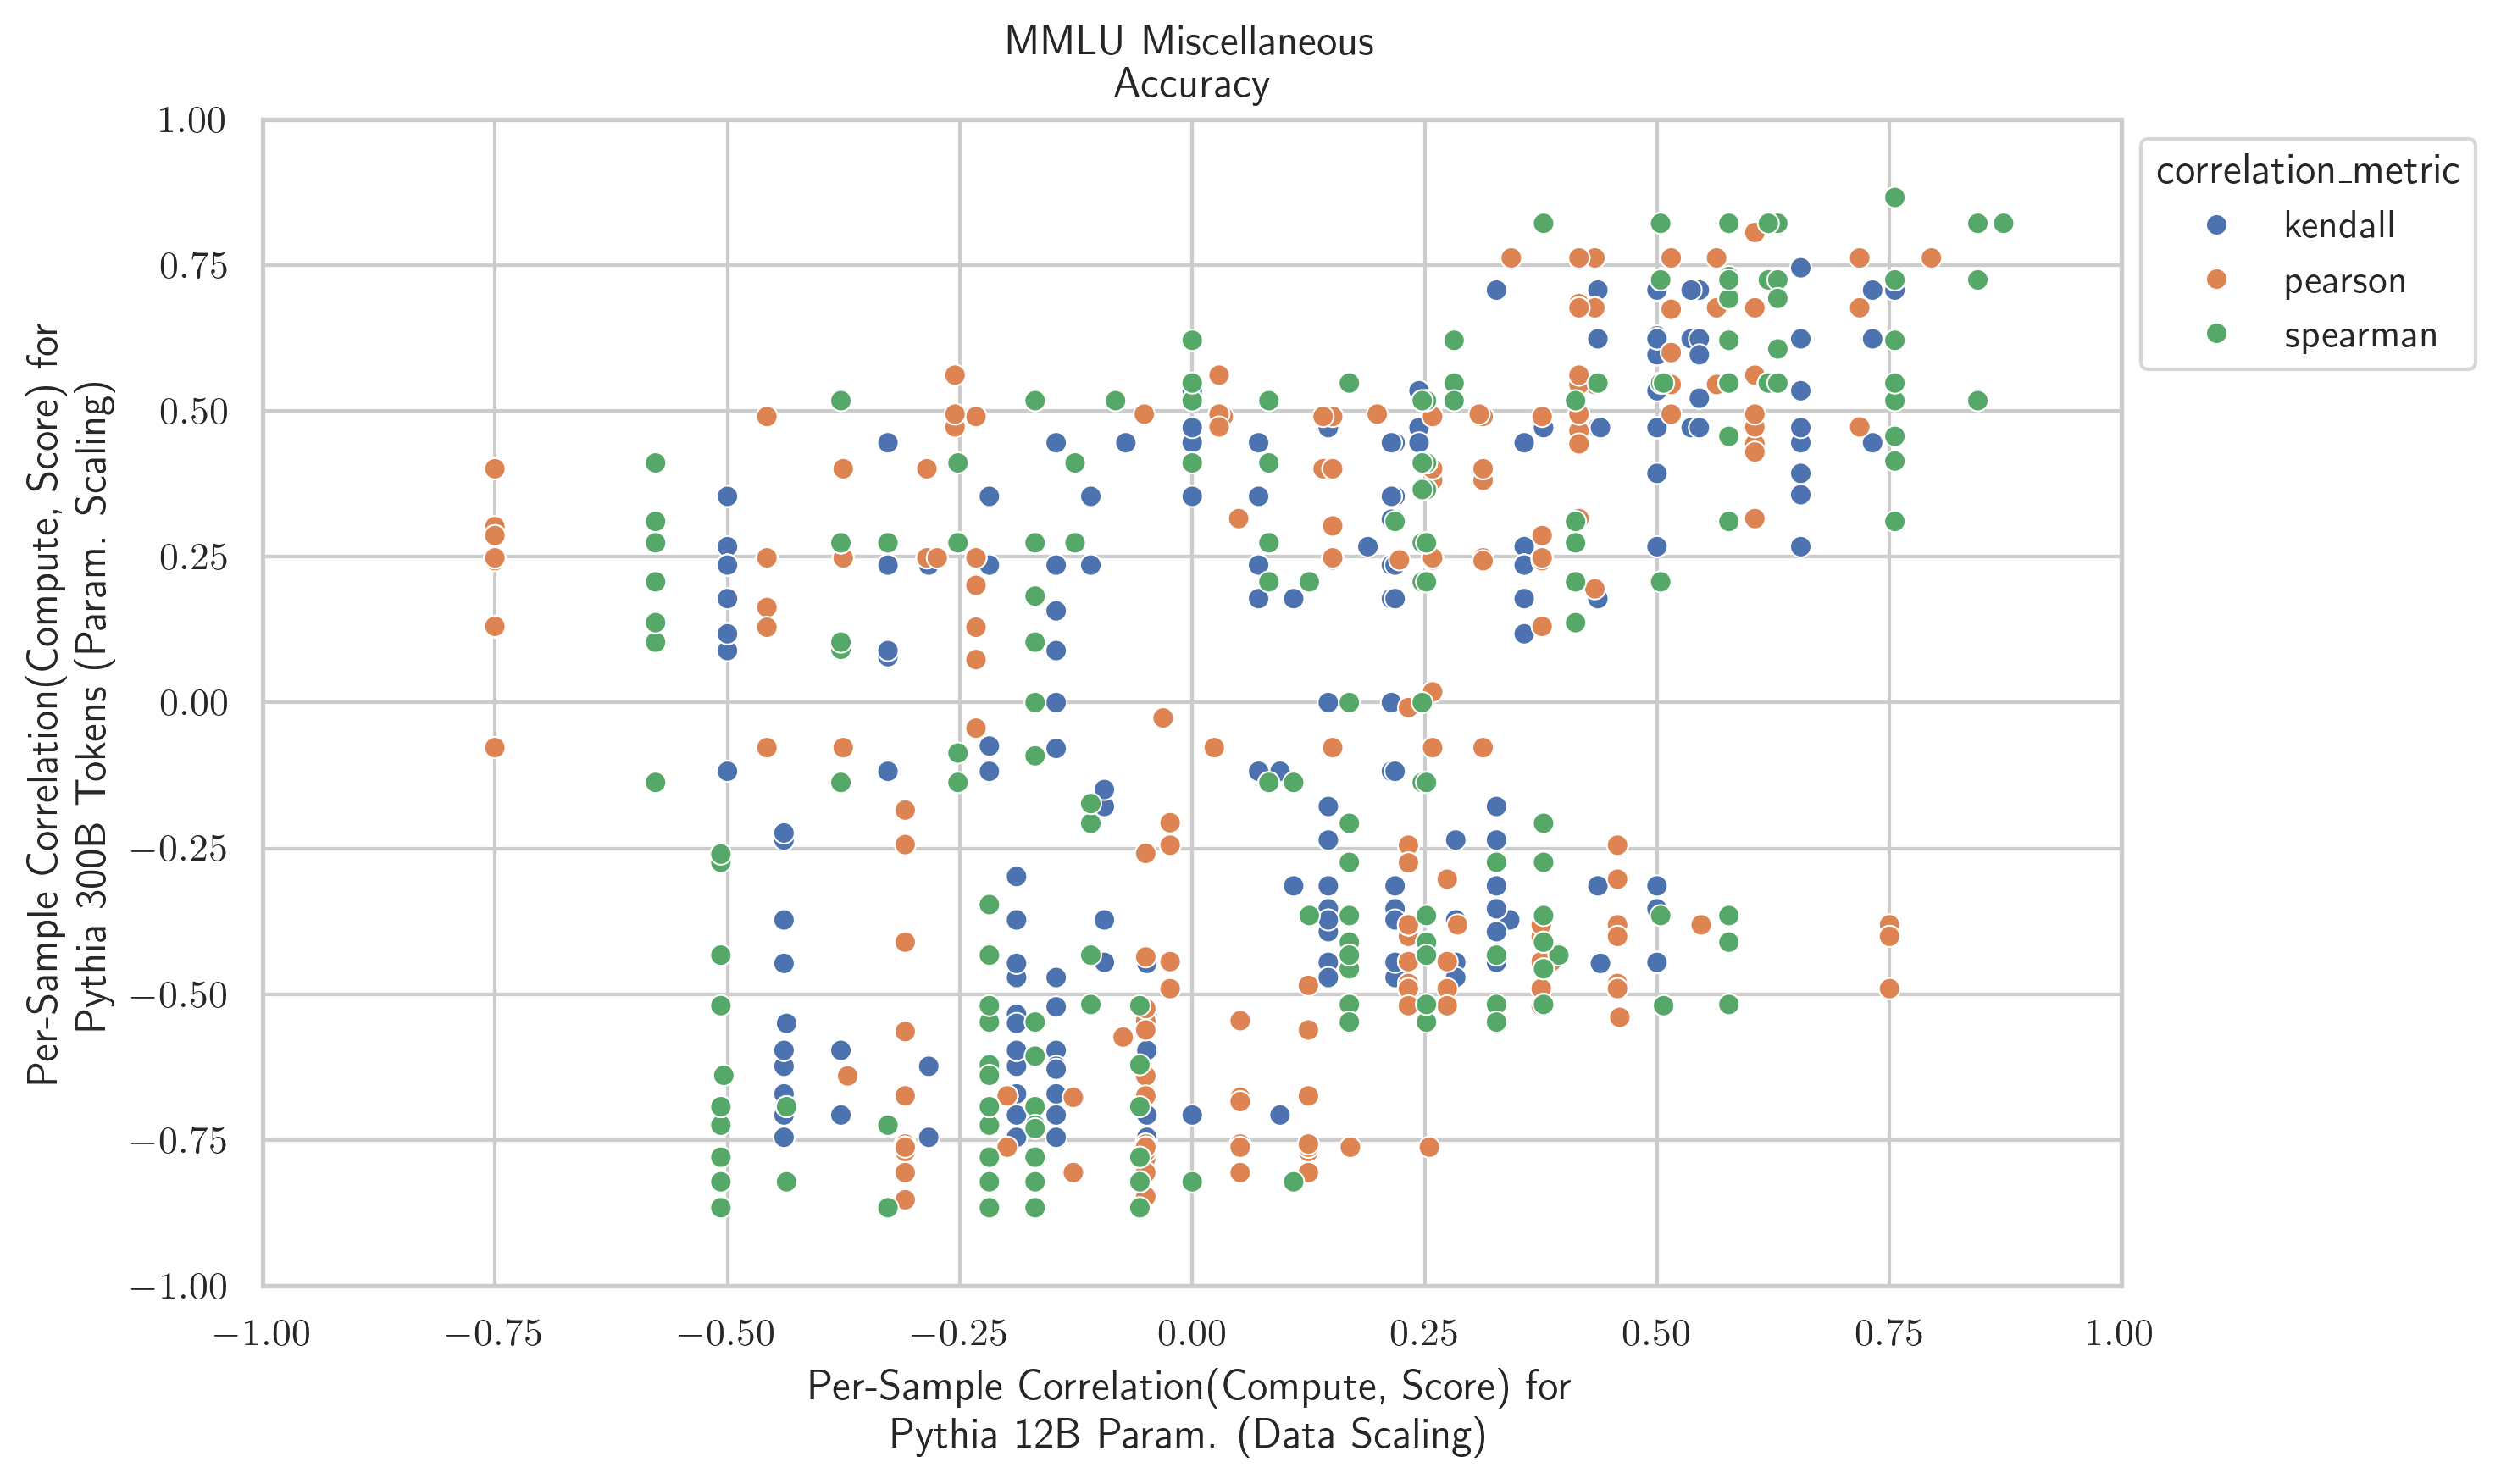 MMLU Miscellaneous
Accuracy
Per-Sample Correlation(Compute, Score) for
Pythia 300B Tokens (Param. Scaling)
1.00
0.75
0.50
0.25
0.00
−0.25
−0.50
−0.75
−1.00
−1.00 −0.75 −0.50 −0.25 0.00 0.25 0.50 0.75 1.00
Per-Sample Correlation(Compute, Score) for
Pythia 12B Param. (Data Scaling)
correlation_metric
kendall
pearson
spearman